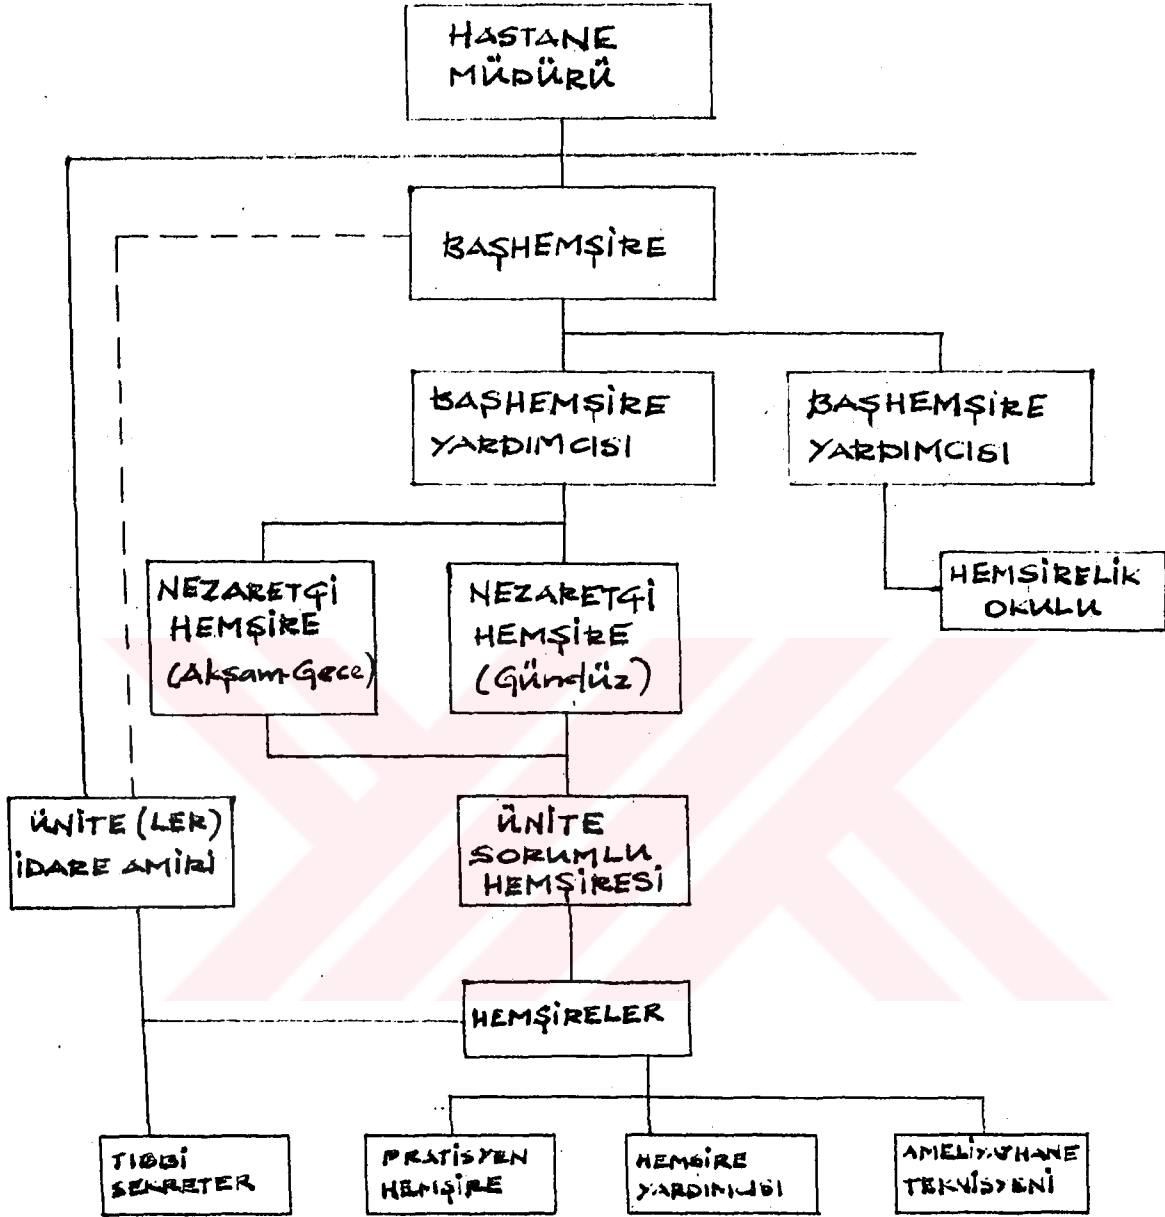 HASTANE
MÜDÜRÜ
BAŞHEMŞİRE
BAŞHEMŞİRE
YARDIMCISI
BAŞHEMŞİRE
YARDIMCISI
NEZARETÇİ
HEMŞİRE
(Akşam-Gece)
NEZARETÇİ
HEMŞİRE
(Gündüz)
HEMŞİRELİK
OKULU
ÜNİTE (LER)
İDARE AMİRİ
ÜNİTE
SORUMLU
HEMŞİRESİ
HEMŞİRELER
TIBBİ
SEKRETER
PRATİSYEN
HEMŞİRE
HEMŞİRE
YARDIMCISI
AMELİYATHANE
TEKNİSYENİ